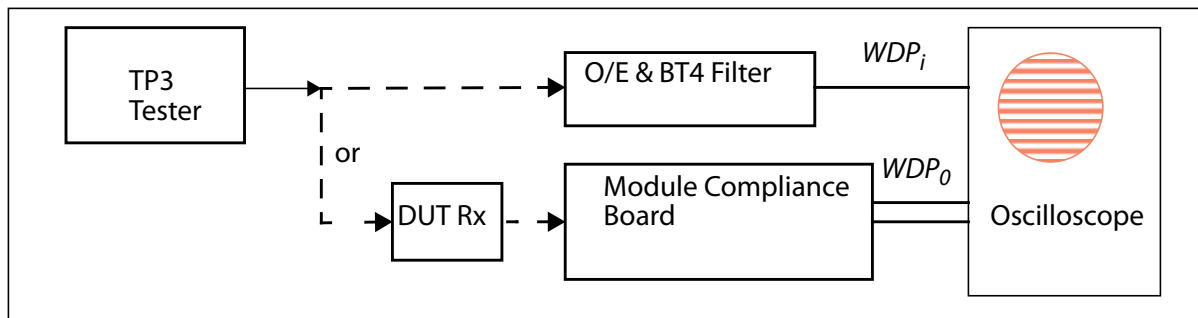 TP3
Tester
or
O/E & BT4 Filter
WDPi
DUT Rx
Module Compliance
Board
WDP0
Oscilloscope